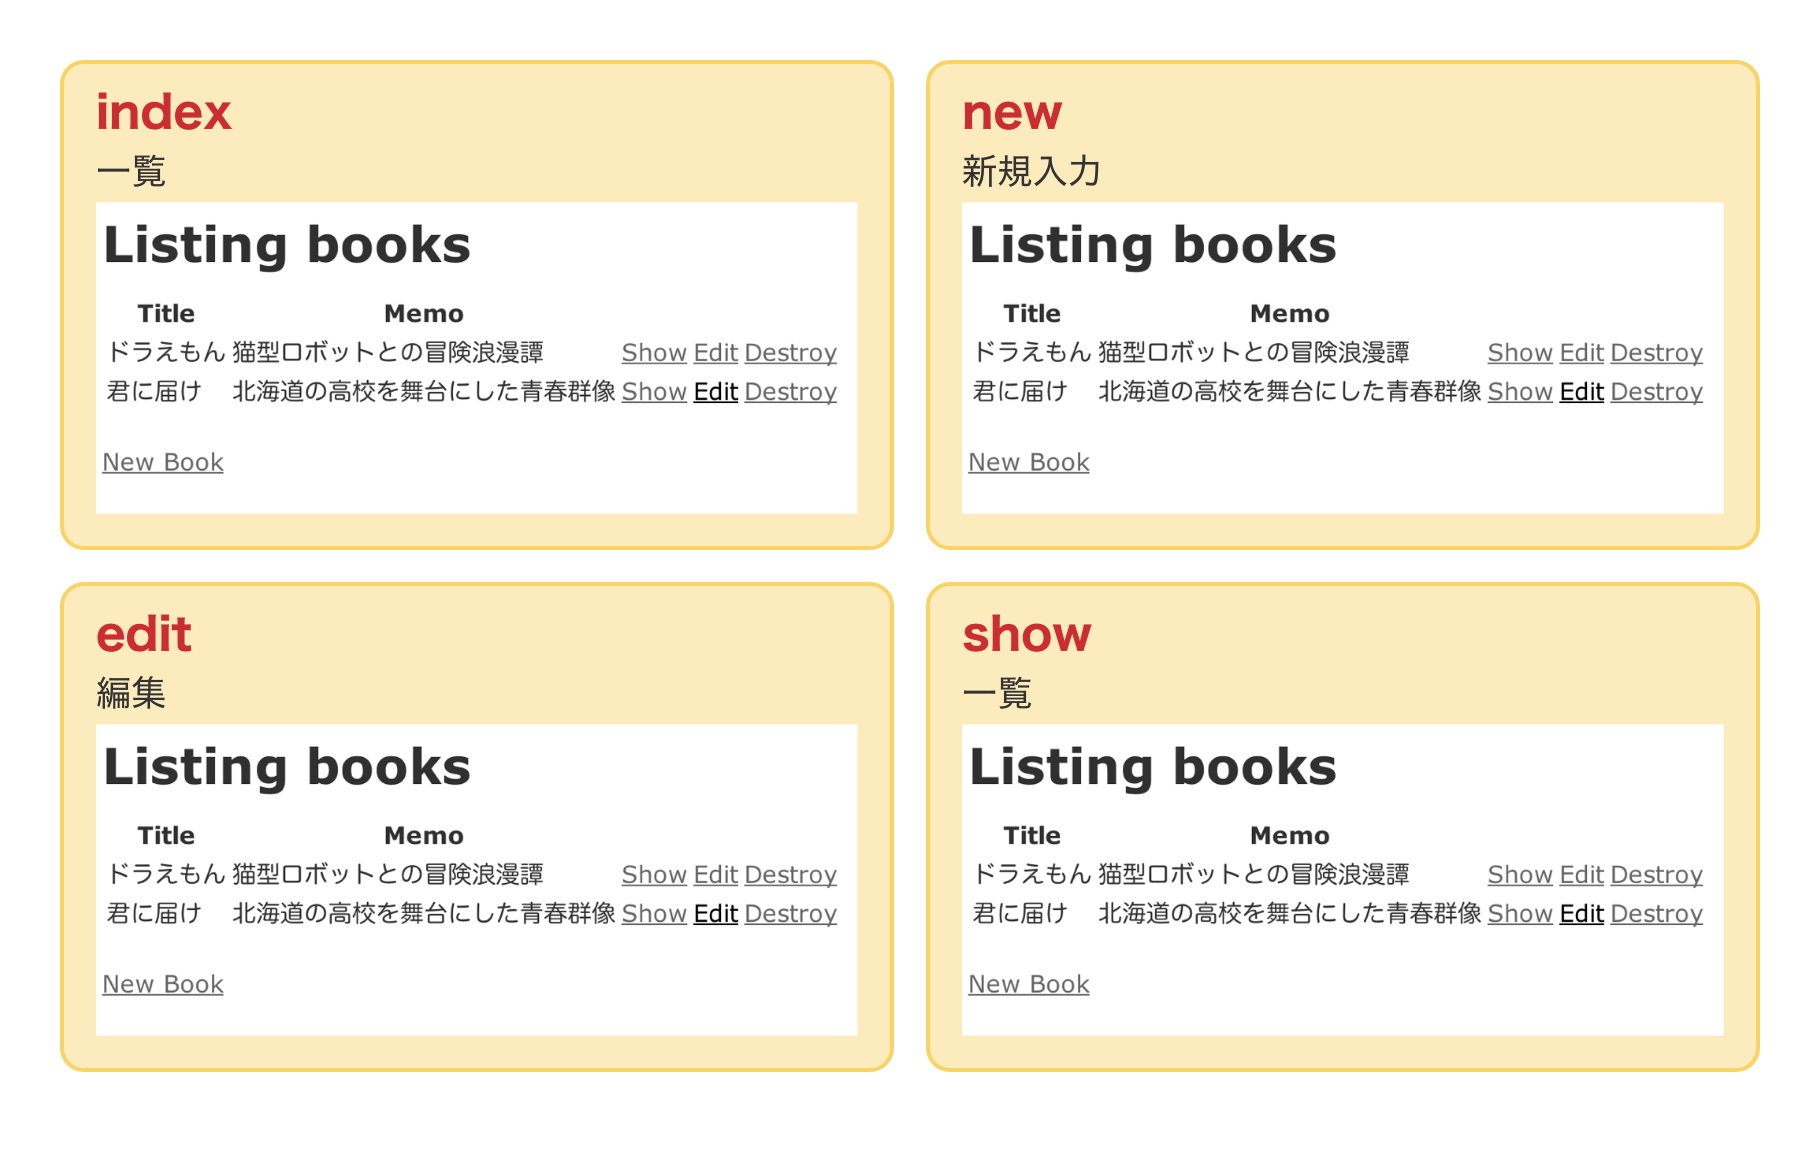 index
一覧
Listing books
Title Memo
ドラえもん 猫型ロボットとの冒険浪漫譚 Show Edit Destroy
君に届け 北海道の高校を舞台にした青春群像 Show Edit Destroy
New Book
new
新規入力
Listing books
Title Memo
ドラえもん 猫型ロボットとの冒険浪漫譚 Show Edit Destroy
君に届け 北海道の高校を舞台にした青春群像 Show Edit Destroy
New Book
edit
編集
Listing books
Title Memo
ドラえもん 猫型ロボットとの冒険浪漫譚 Show Edit Destroy
君に届け 北海道の高校を舞台にした青春群像 Show Edit Destroy
New Book
show
一覧
Listing books
Title Memo
ドラえもん 猫型ロボットとの冒険浪漫譚 Show Edit Destroy
君に届け 北海道の高校を舞台にした青春群像 Show Edit Destroy
New Book